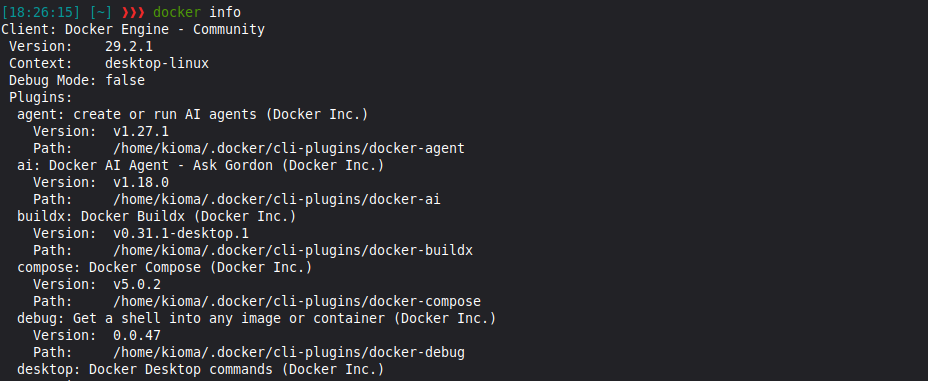 [18:26:15] [~] ❯❯❯ docker info
Client: Docker Engine - Community
 Version:    29.2.1
 Context:    desktop-linux
 Debug Mode: false
 Plugins:
  agent: create or run AI agents (Docker Inc.)
    Version:  v1.27.1
    Path:     /home/kioma/.docker/cli-plugins/docker-agent
  ai: Docker AI Agent - Ask Gordon (Docker Inc.)
    Version:  v1.18.0
    Path:     /home/kioma/.docker/cli-plugins/docker-ai
  buildx: Docker Buildx (Docker Inc.)
    Version:  v0.31.1-desktop.1
    Path:     /home/kioma/.docker/cli-plugins/docker-buildx
  compose: Docker Compose (Docker Inc.)
    Version:  v5.0.2
    Path:     /home/kioma/.docker/cli-plugins/docker-compose
  debug: Get a shell into any image or container (Docker Inc.)
    Version:  0.0.47
    Path:     /home/kioma/.docker/cli-plugins/docker-debug
  desktop: Docker Desktop commands (Docker Inc.)